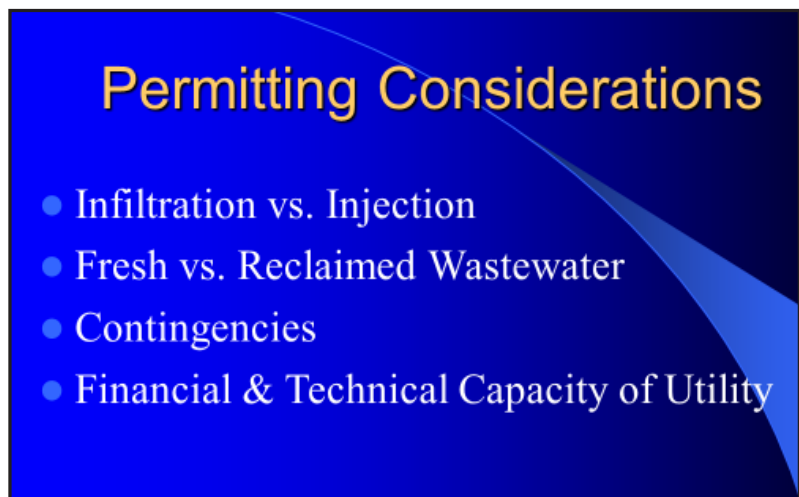 Permitting Considerations
Infiltration vs. Injection
Fresh vs. Reclaimed Wastewater
Contingencies
Financial & Technical Capacity of Utility